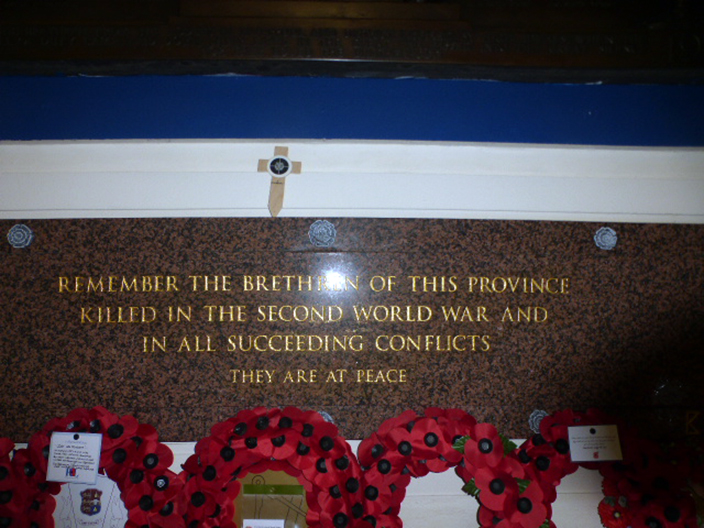 REMEMBER THE BRETHREN OF THIS PROVINCE
KILLED IN THE SECOND WORLD WAR AND
IN ALL SUCCEEDING CONFLICTS
THEY ARE AT PEACE